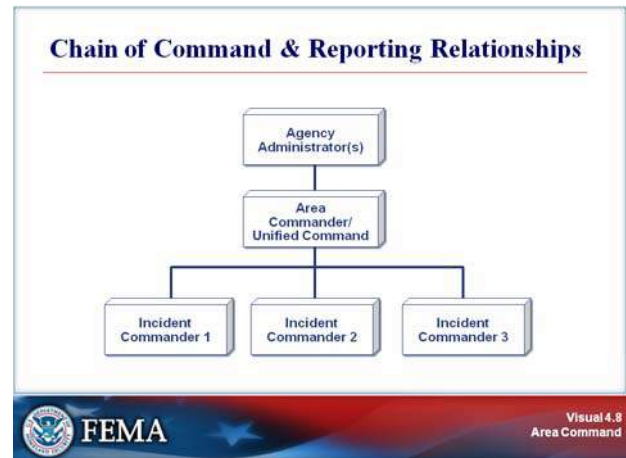 Chain of Command & Reporting Relationships
Agency
Administrator(s)
Area
Commander/
Unified Command
Incident
Commander 1
Incident
Commander 2
Incident
Commander 3
FEMA
Visual 4.8
Area Command